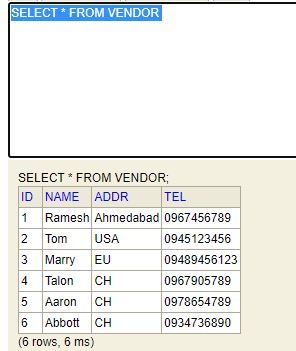 SELECT * FROM VENDOR
SELECT * FROM VENDOR;
ID NAME ADDR TEL
1 Ramesh Ahmedabad 0967456789
2 Tom USA 0945123456
3 Marry EU 09489456123
4 Talon CH 0967905789
5 Aaron CH 0978654789
6 Abbott CH 0934736890
(6 rows, 6 ms)